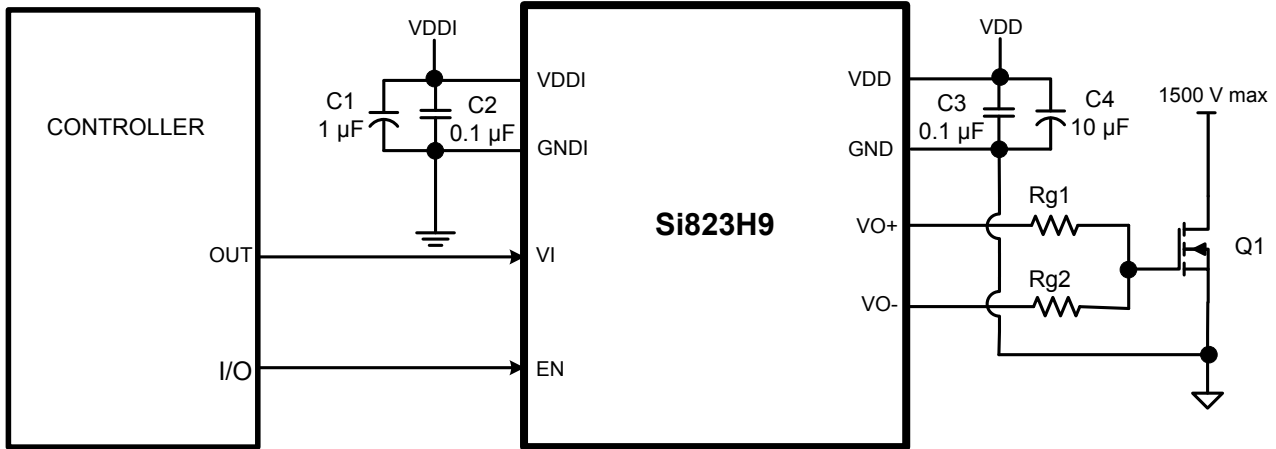 CONTROLLER
OUT
I/O
VDDI
C1
1 µF
C2
0.1 µF
VDDI
GNDI
VI
EN
Si823H9
VDD
GND
VO+
VO-
VDD
C3
0.1 µF
C4
10 µF
1500 V max
Rg1
Rg2
Q1